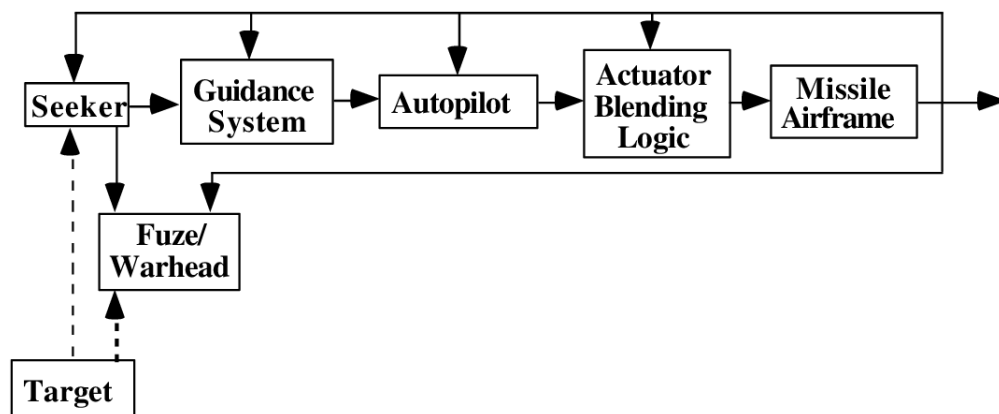 Seeker
Guidance
System
Autopilot
Actuator
Blending
Logic
Missile
Airframe
Fuze/
Warhead
Target